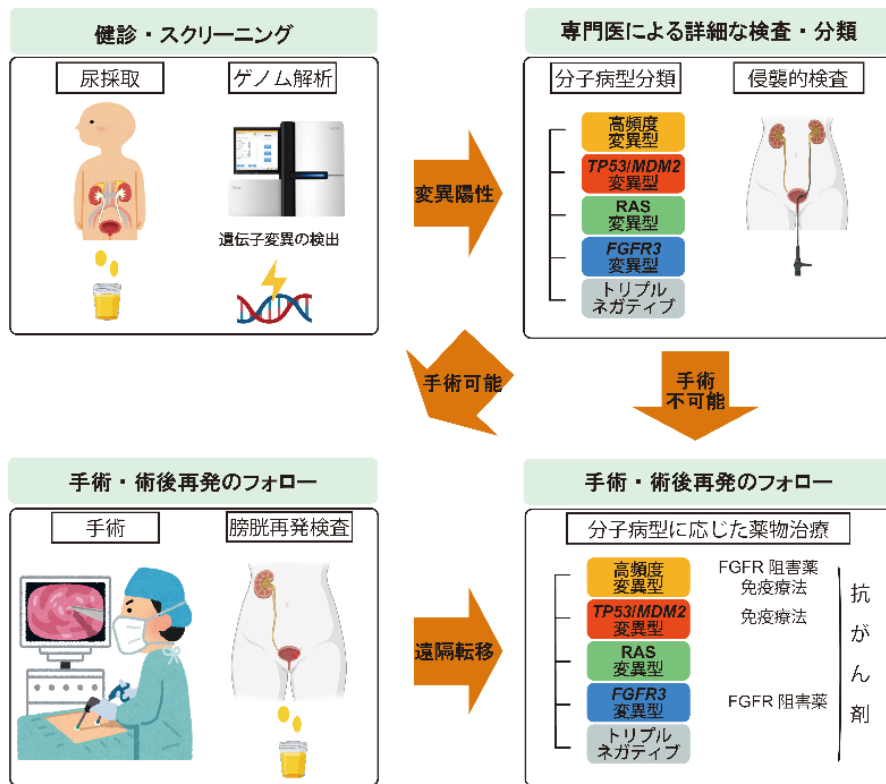 健診・スクリーニング
尿採取
ゲノム解析
遺伝子変異の検出
変異陽性
専門医による詳細な検査・分類
分子病型分類
侵襲的検査
高頻度
変異型
TP53/MDM2
変異型
RAS
変異型
FGFR3
変異型
トリプル
ネガティブ
手術可能
手術
不可能
手術・術後再発のフォロー
手術
膀胱再発検査
遠隔転移
手術・術後再発のフォロー
分子病型に応じた薬物治療
高頻度
変異型
FGFR 阻害薬
免疫療法
TP53/MDM2
変異型
免疫療法
RAS
変異型
FGFR3
変異型
FGFR 阻害薬
トリプル
ネガティブ
抗がん剤